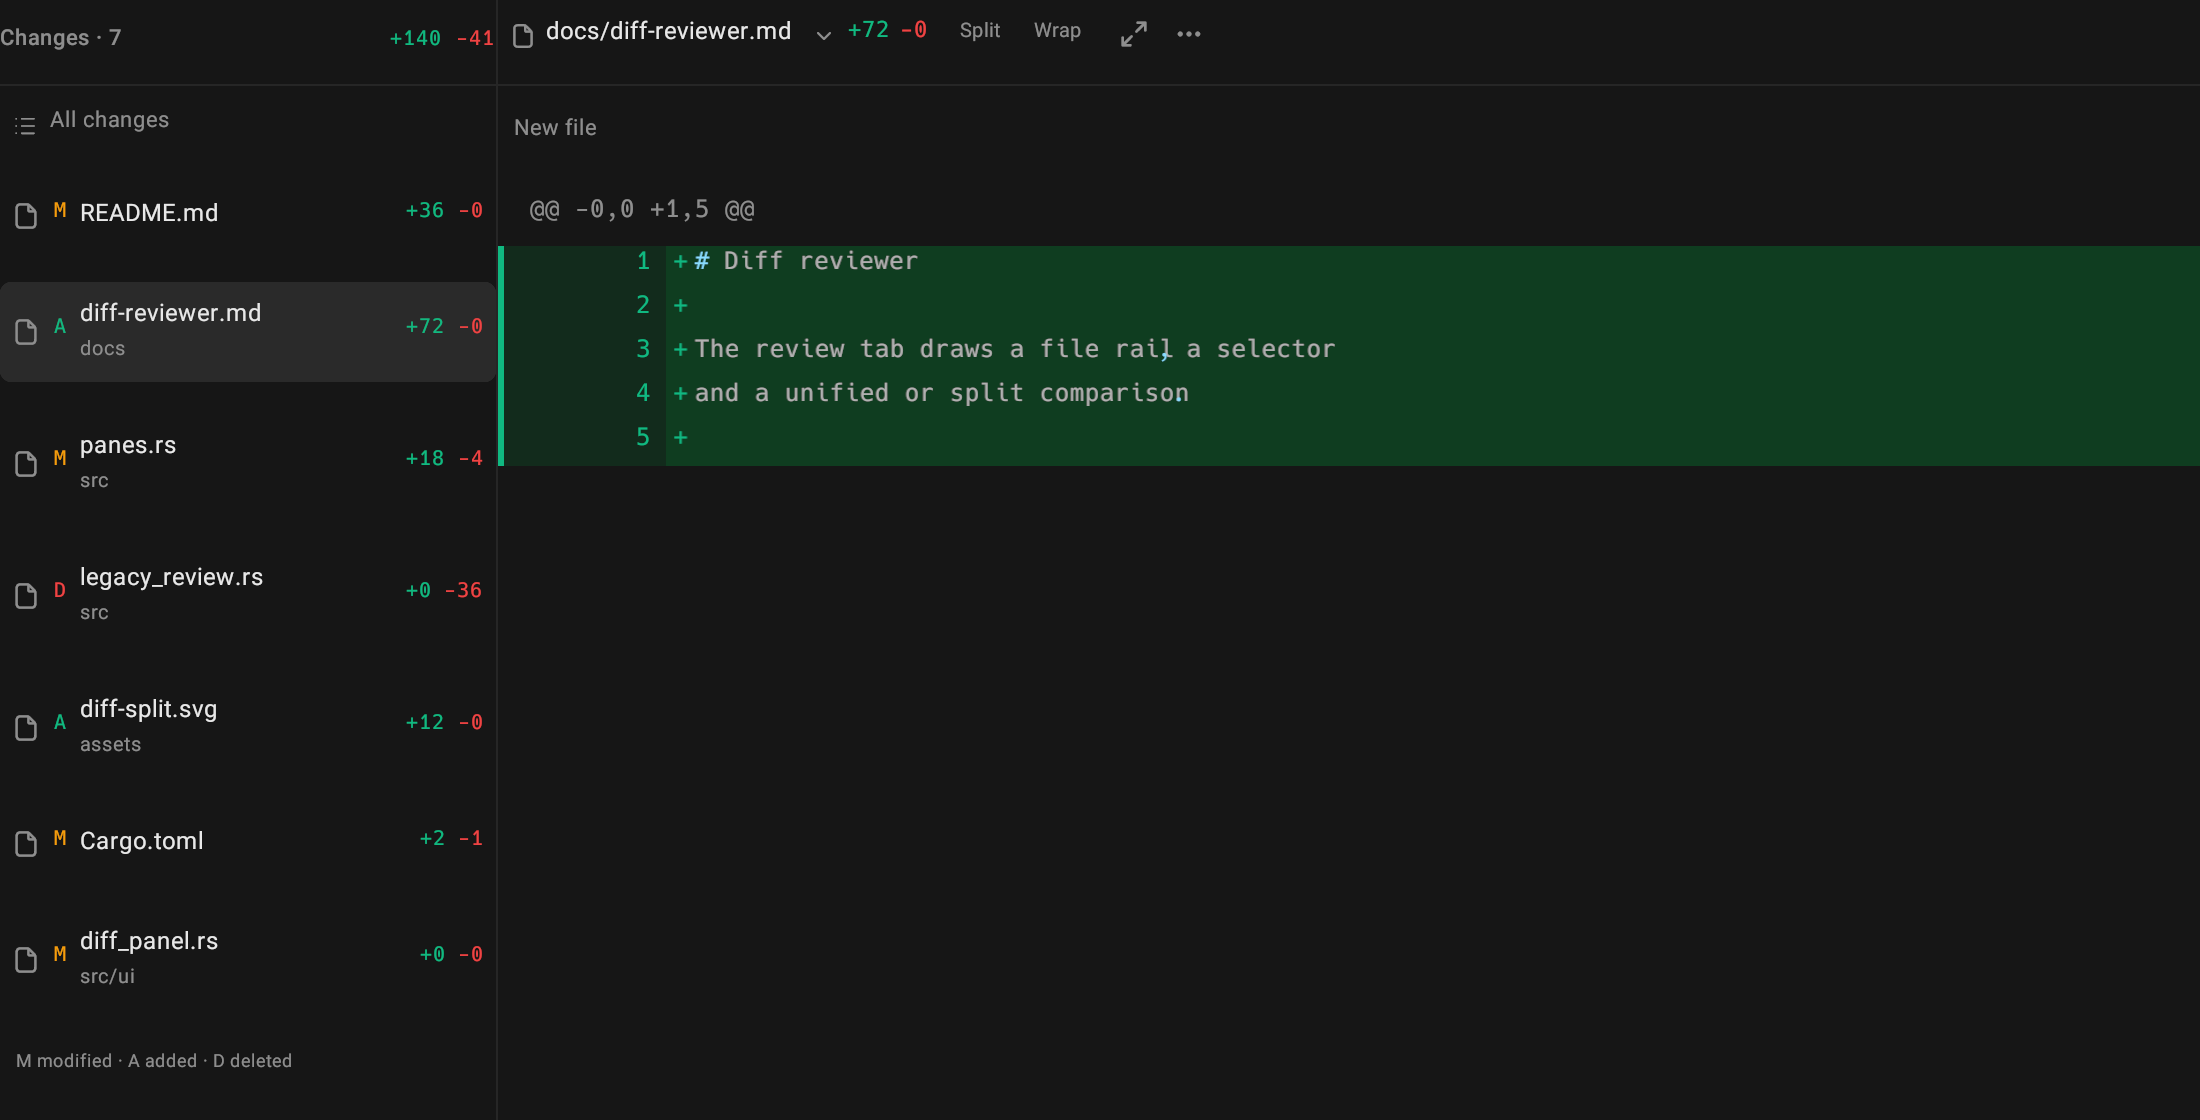 Changes · 7 +140 -41
All changes
M README.md +36 -0
A diff-reviewer.md +72 -0
docs
M panes.rs +18 -4
src
D legacy_review.rs +0 -36
src
A diff-split.svg +12 -0
assets
M Cargo.toml +2 -1
M diff_panel.rs +0 -0
src/ui
M modified · A added · D deleted
docs/diff-reviewer.md +72 -0 Split Wrap
New file
@@ -0,0 +1,5 @@
1 +# Diff reviewer
2 +
3 +The review tab draws a file rail, a selector
4 +and a unified or split comparison.
5 +